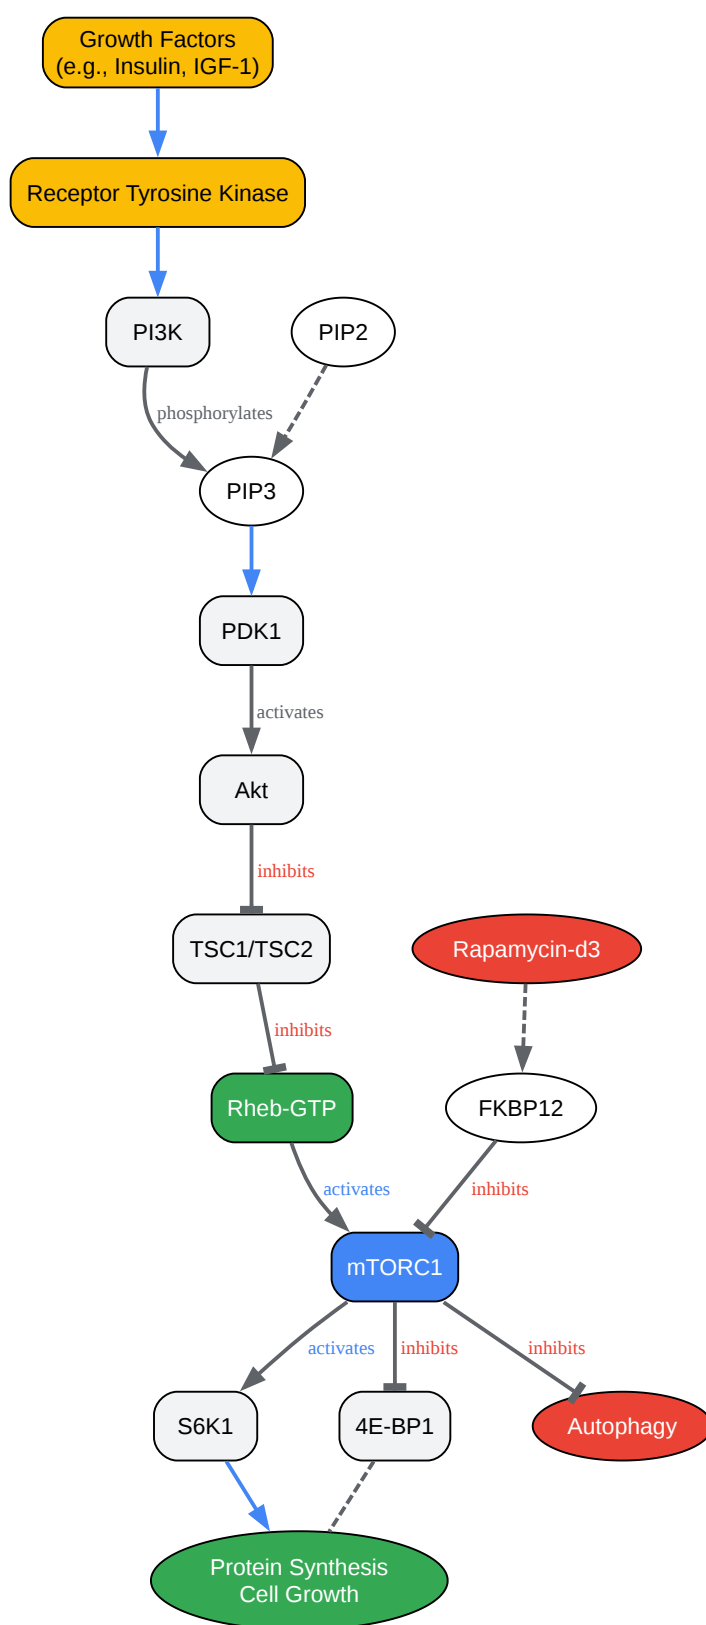 Growth Factors
(e.g., Insulin, IGF-1)
Receptor Tyrosine Kinase
PI3K
PIP2
phosphorylates
PIP3
PDK1
activates
Akt
inhibits
TSC1/TSC2
Rapamycin-d3
inhibits
Rheb-GTP
FKBP12
activates
inhibits
mTORC1
activates
inhibits
inhibits
S6K1
4E-BP1
Autophagy
Protein Synthesis
Cell Growth